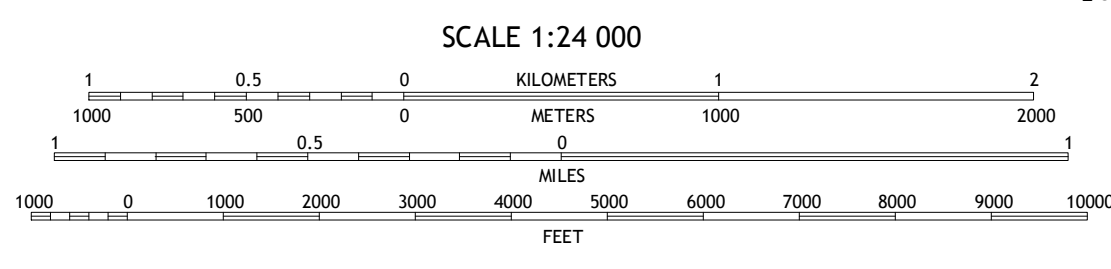 SCALE 1:24 000
1 0.5 0 KILOMETERS 1 2
1000 500 0 METERS 1000 2000
1 0.5 0 1
MILES
1000 0 1000 2000 3000 4000 5000 6000 7000 8000 9000 10000
FEET